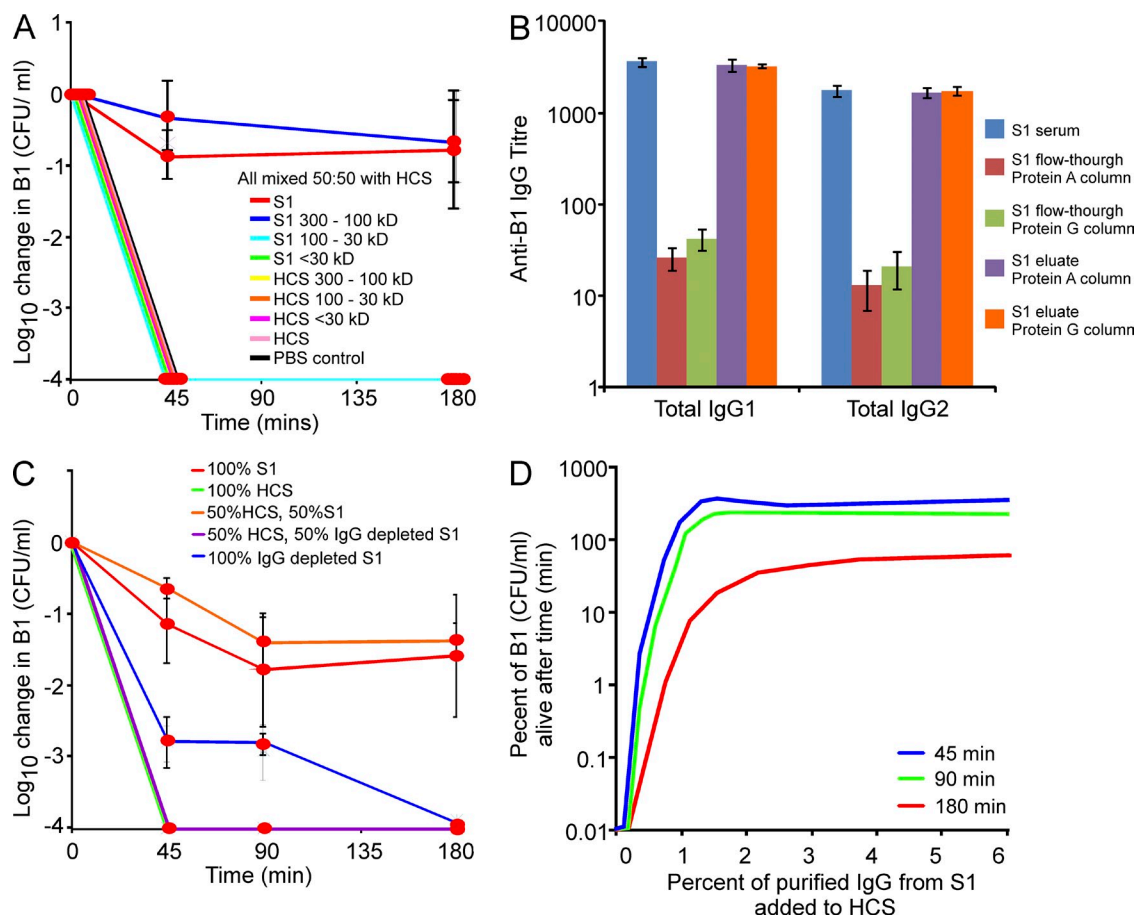 A
Log10 change in B1 (CFU/ ml)
1
0
-1
-2
-3
-4
All mixed 50:50 with HCS
S1
S1 300 - 100 kD
S1 100 - 30 kD
S1 <30 kD
HCS 300 - 100 kD
HCS 100 - 30 kD
HCS <30 kD
HCS
PBS control
0 45 90 135 180
Time (mins)
B
Anti-B1 IgG Titre
10000
1000
100
10
1
Total IgG1 Total IgG2
S1 serum
S1 flow-thourgh
Protein A column
S1 flow-thourgh
Protein G column
S1 eluate
Protein A column
S1 eluate
Protein G column
C
Log10 change in B1 (CFU/ml)
0
-1
-2
-3
-4
100% S1
100% HCS
50%HCS, 50%S1
50% HCS, 50% IgG depleted S1
100% IgG depleted S1
0 45 90 135 180
Time (min)
D
Pecent of B1 (CFU/ml)
alive after time (min)
1000
100
10
1
0.1
0.01
45 min
90 min
180 min
0 1 2 3 4 5 6
Percent of purified IgG from S1
added to HCS